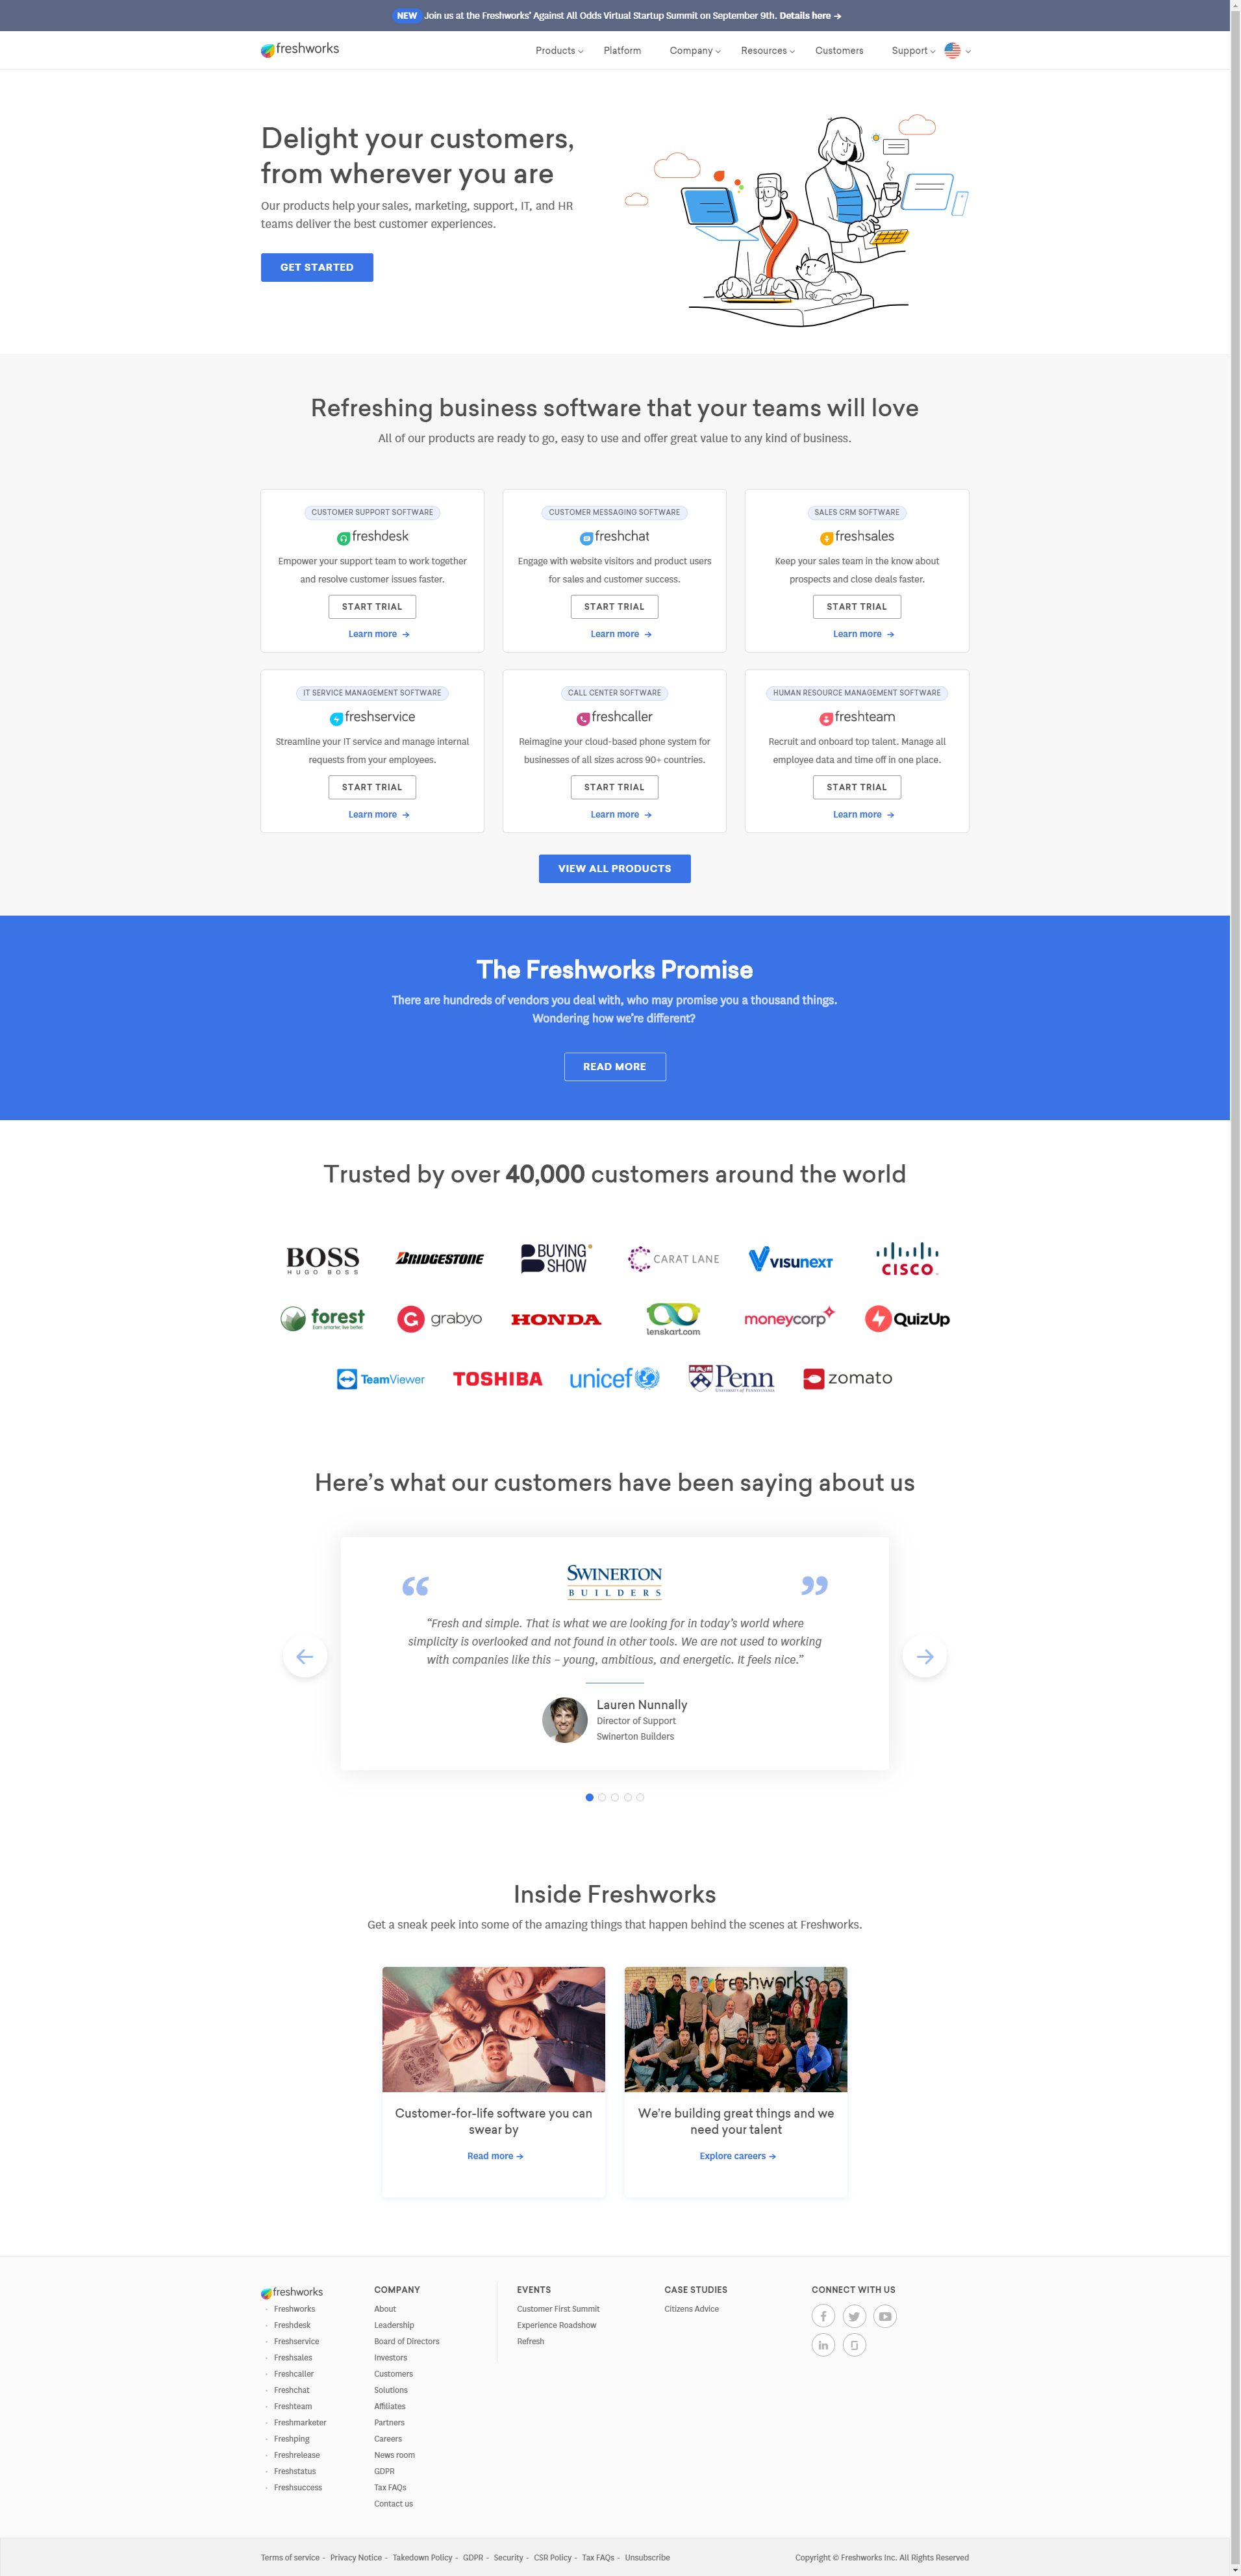 NEW Join us at the Freshworks' Against All Odds Virtual Startup Summit on September 9th. Details here →
freshworks
Products
Platform
Company
Resources
Customers
Support
Delight your customers,
from wherever you are
Our products help your sales, marketing, support, IT, and HR
teams deliver the best customer experiences.
GET STARTED
Refreshing business software that your teams will love
All of our products are ready to go, easy to use and offer great value to any kind of business.
CUSTOMER SUPPORT SOFTWARE
freshdesk
Empower your support team to work together
and resolve customer issues faster.
START TRIAL
Learn more →
CUSTOMER MESSAGING SOFTWARE
freshchat
Engage with website visitors and product users
for sales and customer success.
START TRIAL
Learn more →
SALES CRM SOFTWARE
freshsales
Keep your sales team in the know about
prospects and close deals faster.
START TRIAL
Learn more →
IT SERVICE MANAGEMENT SOFTWARE
freshservice
Streamline your IT service and manage internal
requests from your employees.
START TRIAL
Learn more →
CALL CENTER SOFTWARE
freshcaller
Reimagine your cloud-based phone system for
businesses of all sizes across 90+ countries.
START TRIAL
Learn more →
HUMAN RESOURCE MANAGEMENT SOFTWARE
freshteam
Recruit and onboard top talent. Manage all
employee data and time off in one place.
START TRIAL
Learn more →
VIEW ALL PRODUCTS
The Freshworks Promise
There are hundreds of vendors you deal with, who may promise you a thousand things.
Wondering how we're different?
READ MORE
Trusted by over 40,000 customers around the world
BOSS
HUGO BOSS
BRIDGESTONE
BUYING
SHOW
CARAT LANE
VISUNEXT
CISCO
forest
Earn smarter, live better
grabyo
HONDA
lenskart.com
moneycorp
QuizUp
TeamViewer
TOSHIBA
unicef
Penn
UNIVERSITY of PENNSYLVANIA
zomato
Here's what our customers have been saying about us
SWINERTON
BUILDERS
“Fresh and simple. That is what we are looking for in today's world where
simplicity is overlooked and not found in other tools. We are not used to working
with companies like this – young, ambitious, and energetic. It feels nice.”
Lauren Nunnally
Director of Support
Swinerton Builders
Inside Freshworks
Get a sneak peek into some of the amazing things that happen behind the scenes at Freshworks.
freshworks
Customer-for-life software you can
swear by
Read more →
We're building great things and we
need your talent
Explore careers →
freshworks
Freshworks
Freshdesk
Freshservice
Freshsales
Freshcaller
Freshchat
Freshteam
Freshmarketer
Freshping
Freshrelease
Freshstatus
Freshsuccess
COMPANY
About
Leadership
Board of Directors
Investors
Customers
Solutions
Affiliates
Partners
Careers
News room
GDPR
Tax FAQs
Contact us
EVENTS
Customer First Summit
Experience Roadshow
Refresh
CASE STUDIES
Citizens Advice
CONNECT WITH US
Terms of service - Privacy Notice - Takedown Policy - GDPR - Security - CSR Policy - Tax FAQs - Unsubscribe
Copyright © Freshworks Inc. All Rights Reserved